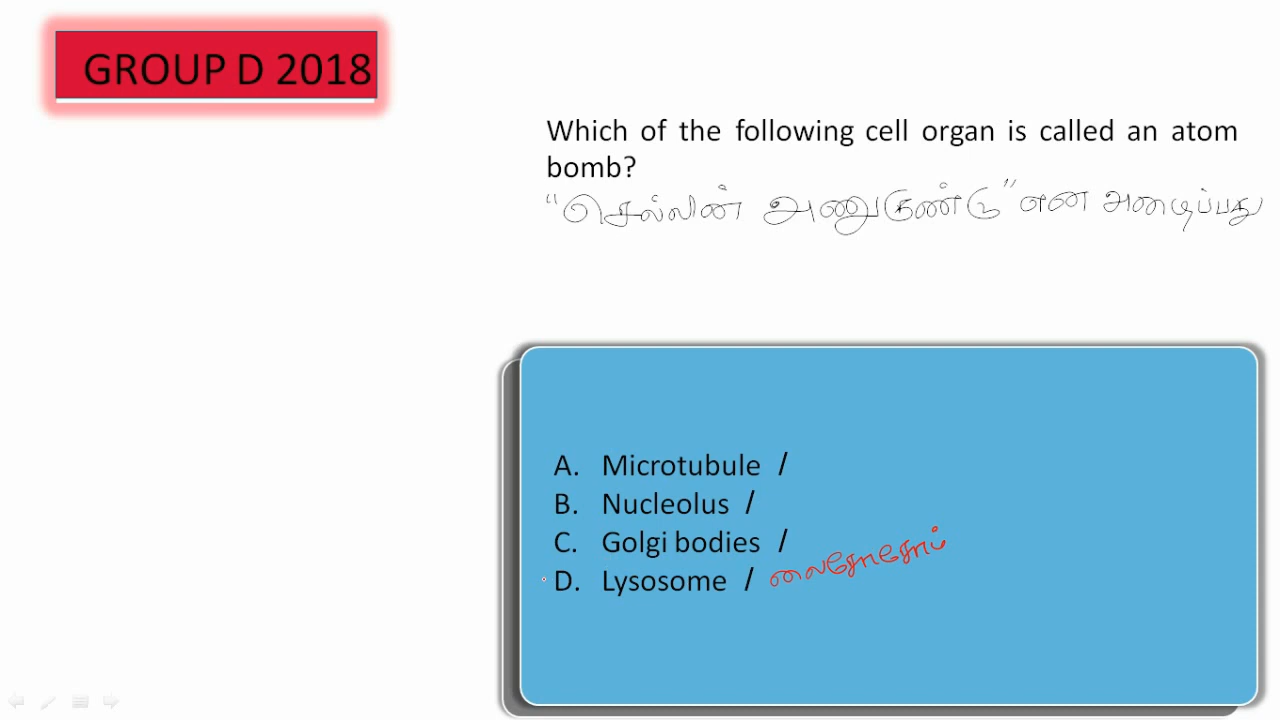 GROUP D 2018
Which of the following cell organ is called an atom
bomb?
"செல்லின் அணுகுண்டு" என அழைப்பது
A. Microtubule /
B. Nucleolus /
C. Golgi bodies /
D. Lysosome / லைசோசோம்